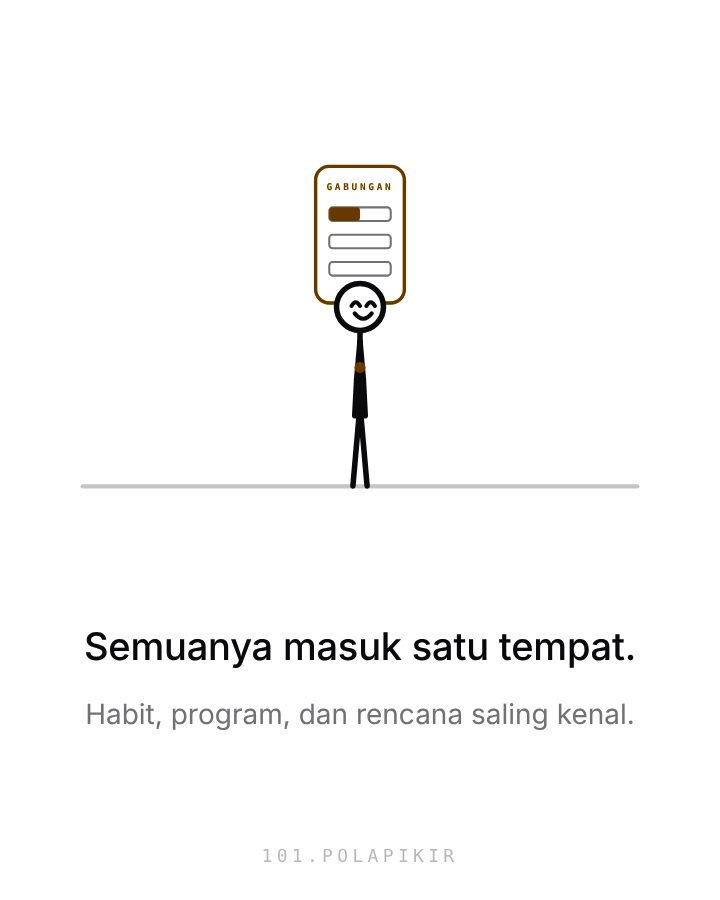 GABUNGAN
Semuanya masuk satu tempat.
Habit, program, dan rencana saling kenal.
101.POLAPIKIR